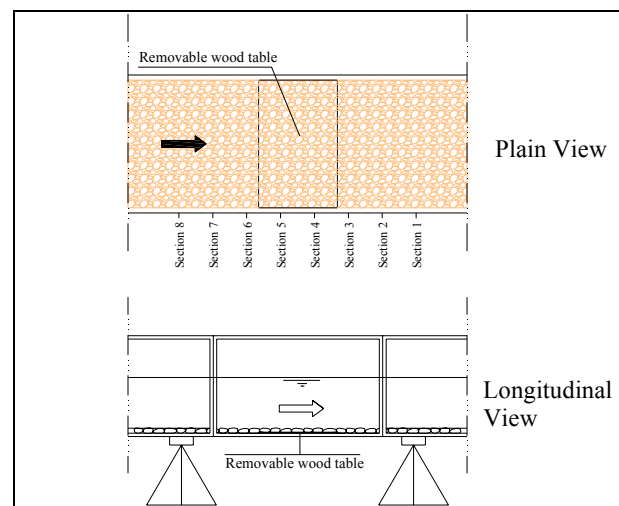 Removable wood table
Plain View
Section 8
Section 7
Section 6
Section 5
Section 4
Section 3
Section 2
Section 1
Longitudinal
View
Removable wood table